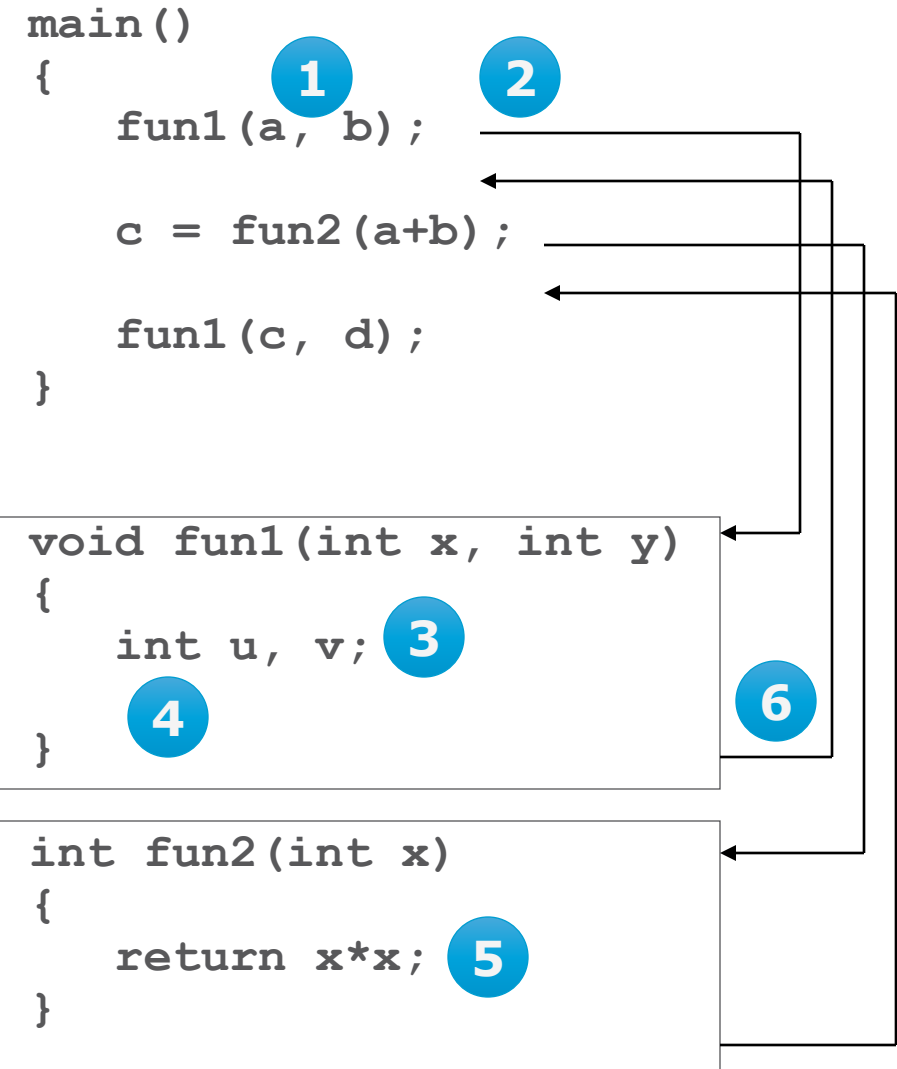 main()
{
1 2
fun1(a, b);
c = fun2(a+b);
fun1(c, d);
}
void fun1(int x, int y)
{
int u, v; 3
4 6
}
int fun2(int x)
{
return x*x; 5
}